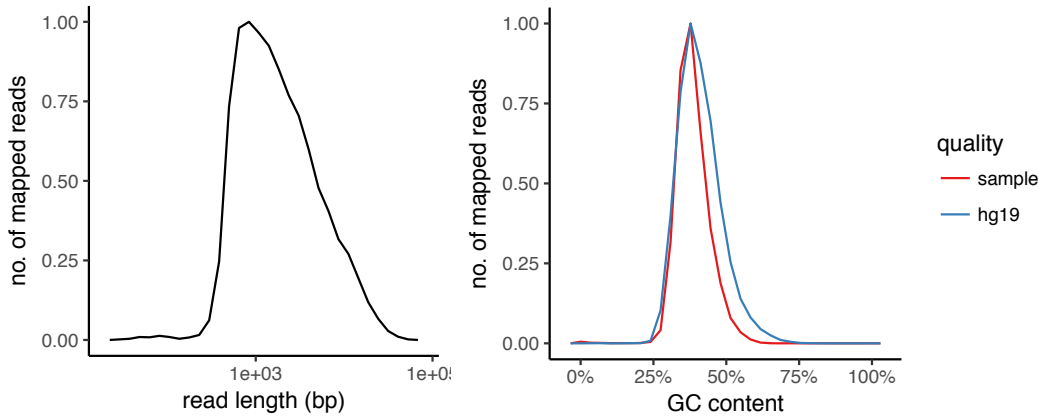 no. of mapped reads
1.00
0.75
0.50
0.25
0.00
1e+03
read length (bp)
no. of mapped reads
1.00
0.75
0.50
0.25
0.00
0% 25% 50% 75% 100%
GC content
quality
sample
hg19